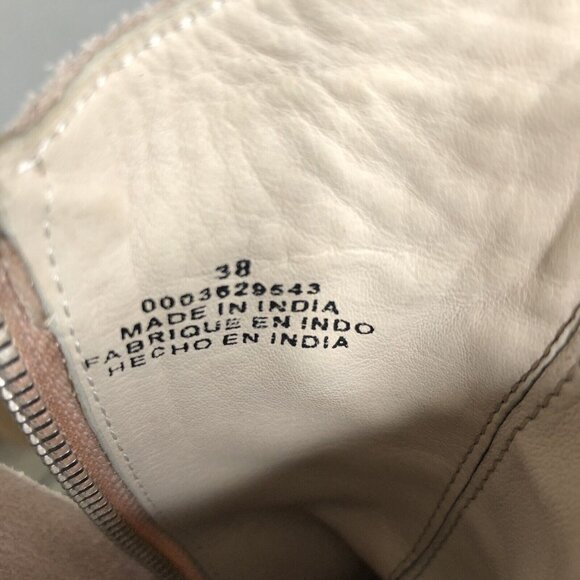 38
0003629543
MADE IN INDIA
FABRIQUE EN INDO
HECHO EN INDIA